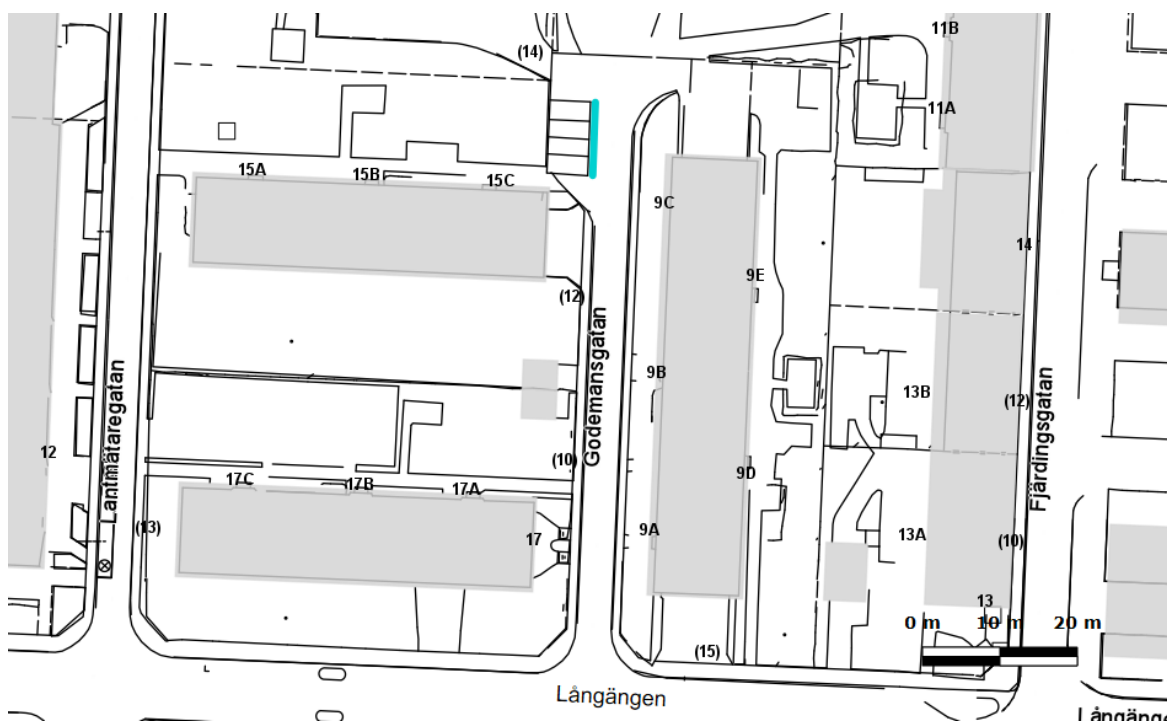 11B
(14)
11A
15A
15B
15C
9C
14
9E
(12)
Godemansgatan
9B
13B
(12)
Fjärdingsgatan
12
Lantmätaregatan
(10)
9D
17C
17B
17A
(13)
17
9A
13A
(10)
13
0 m 10 m 20 m
(15)
Långängen
Långänge